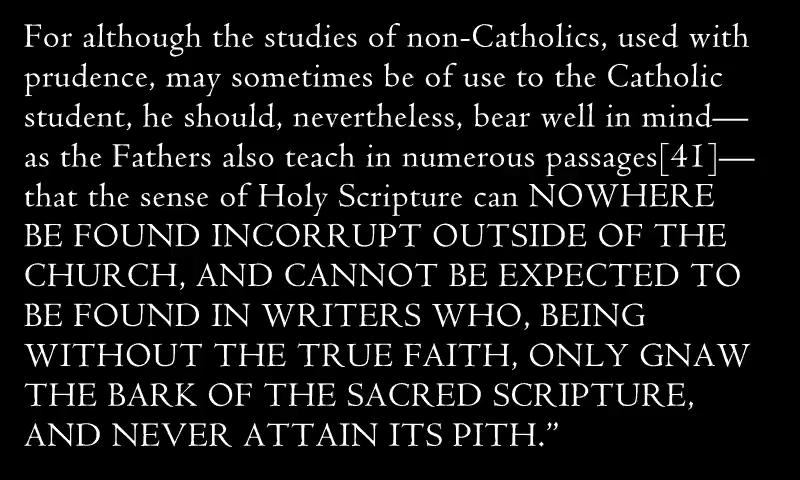 For although the studies of non-Catholics, used with
prudence, may sometimes be of use to the Catholic
student, he should, nevertheless, bear well in mind—
as the Fathers also teach in numerous passages[41]—
that the sense of Holy Scripture can NOWHERE
BE FOUND INCORRUPT OUTSIDE OF THE
CHURCH, AND CANNOT BE EXPECTED TO
BE FOUND IN WRITERS WHO, BEING
WITHOUT THE TRUE FAITH, ONLY GNAW
THE BARK OF THE SACRED SCRIPTURE,
AND NEVER ATTAIN ITS PITH.”